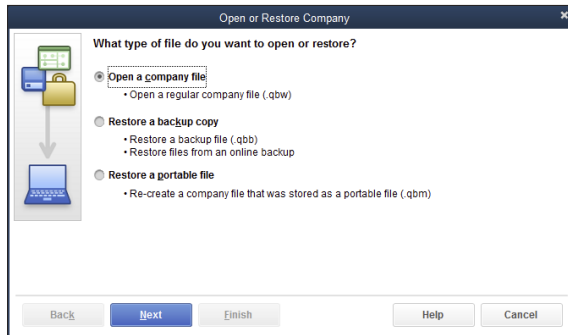 Open or Restore Company
What type of file do you want to open or restore?
Open a company file
• Open a regular company file (.qbw)
Restore a backup copy
• Restore a backup file (.qbb)
• Restore files from an online backup
Restore a portable file
• Re-create a company file that was stored as a portable file (.qbm)
Back Next Finish Help Cancel